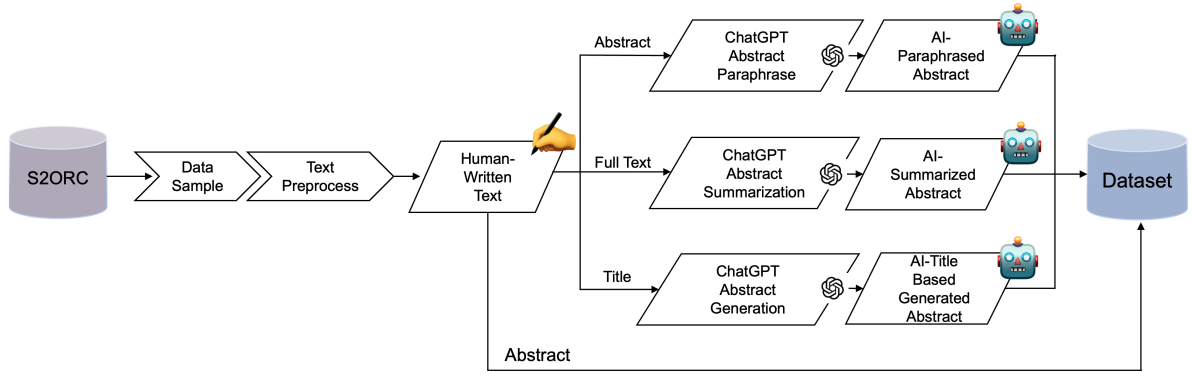 S2ORC
Data
Sample
Text
Preprocess
Human-
Written
Text
Abstract
ChatGPT
Abstract
Paraphrase
AI-
Paraphrased
Abstract
Full Text
ChatGPT
Abstract
Summarization
AI-
Summarized
Abstract
Title
ChatGPT
Abstract
Generation
AI-Title
Based
Generated
Abstract
Abstract
Dataset